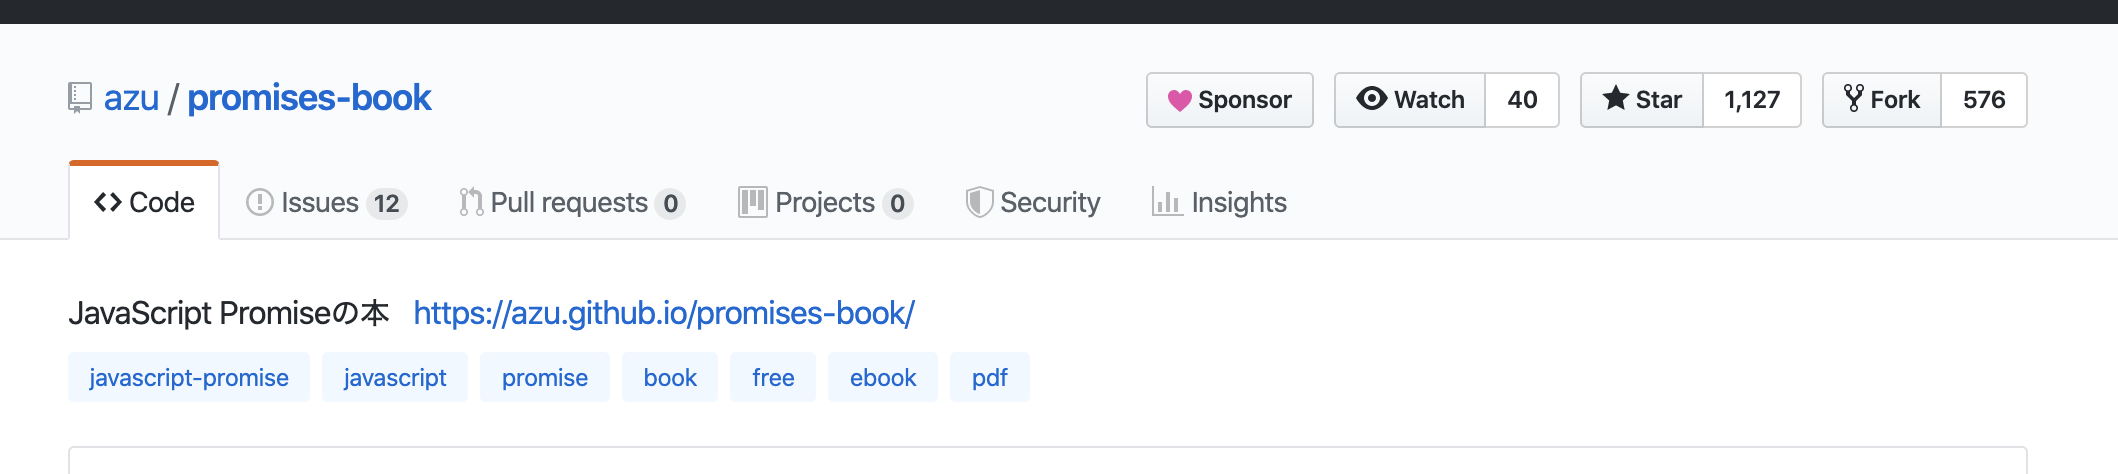 azu / promises-book Sponsor Watch 40 Star 1,127 Fork 576
Code Issues 12 Pull requests 0 Projects 0 Security Insights
JavaScript Promiseの本 https://azu.github.io/promises-book/
javascript-promise javascript promise book free ebook pdf